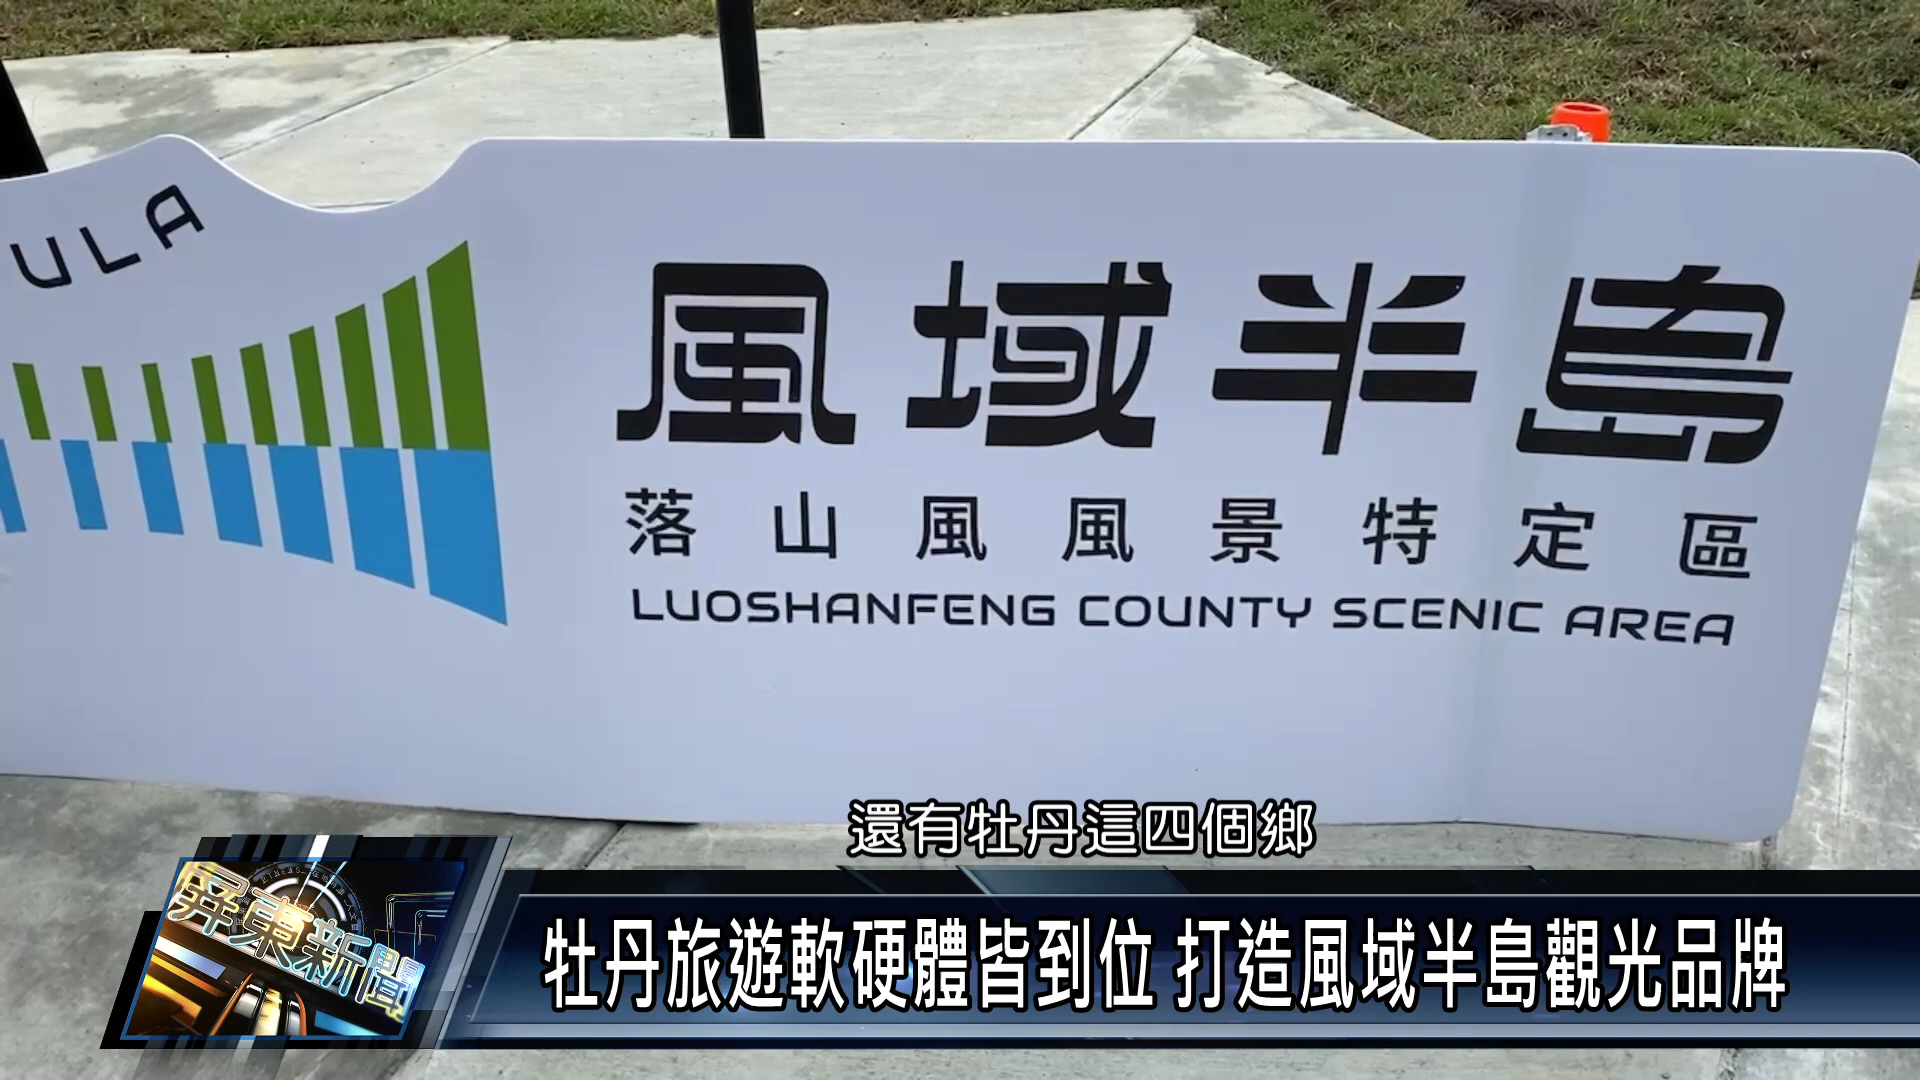 ULA
風域半島
落山風風景特定區
LUOSHANFENG COUNTY SCENIC AREA
還有牡丹這四個鄉
屏東新聞
牡丹旅遊軟硬體皆到位 打造風域半島觀光品牌